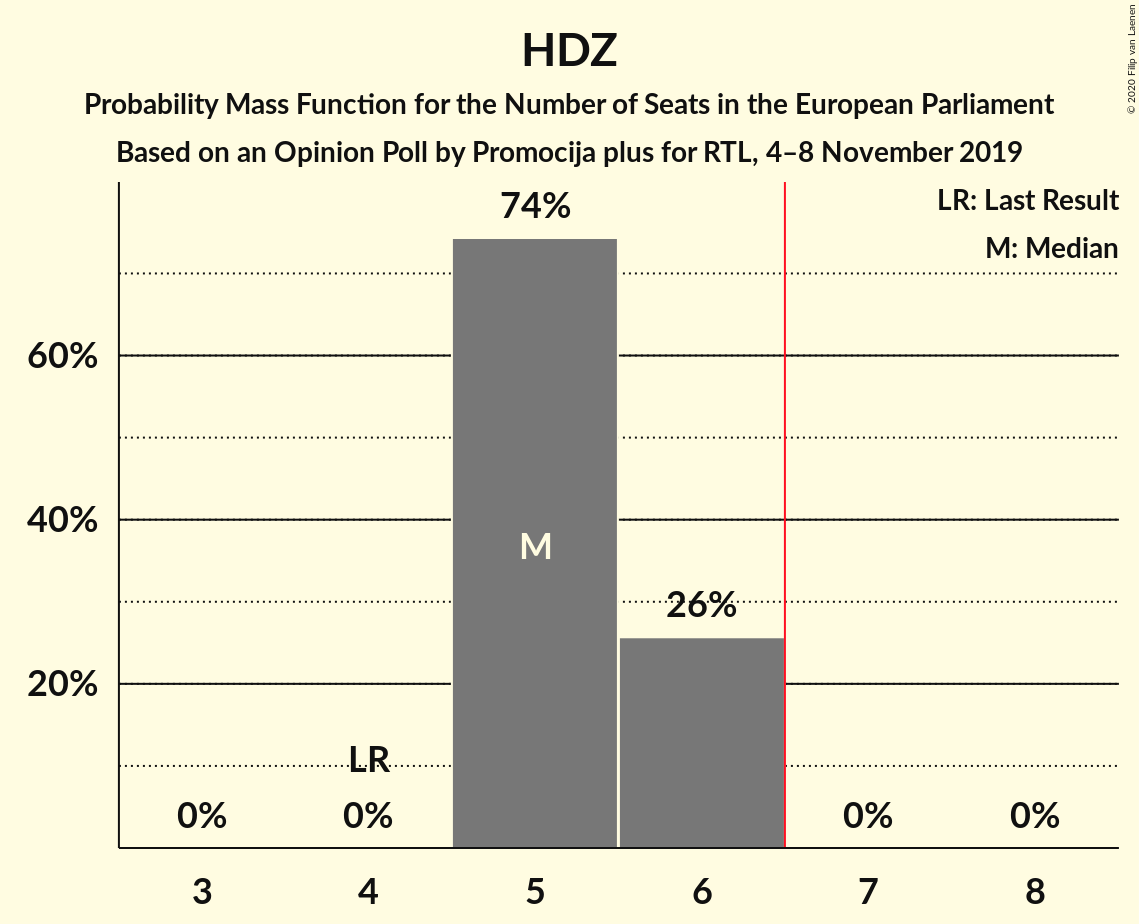 HDZ
Probability Mass Function for the Number of Seats in the European Parliament
Based on an Opinion Poll by Promocija plus for RTL, 4–8 November 2019
© 2020 Filip van Laenen
LR: Last Result
M: Median
74%
60%
40%
M
26%
20%
LR
0% 0% 0% 0%
3 4 5 6 7 8